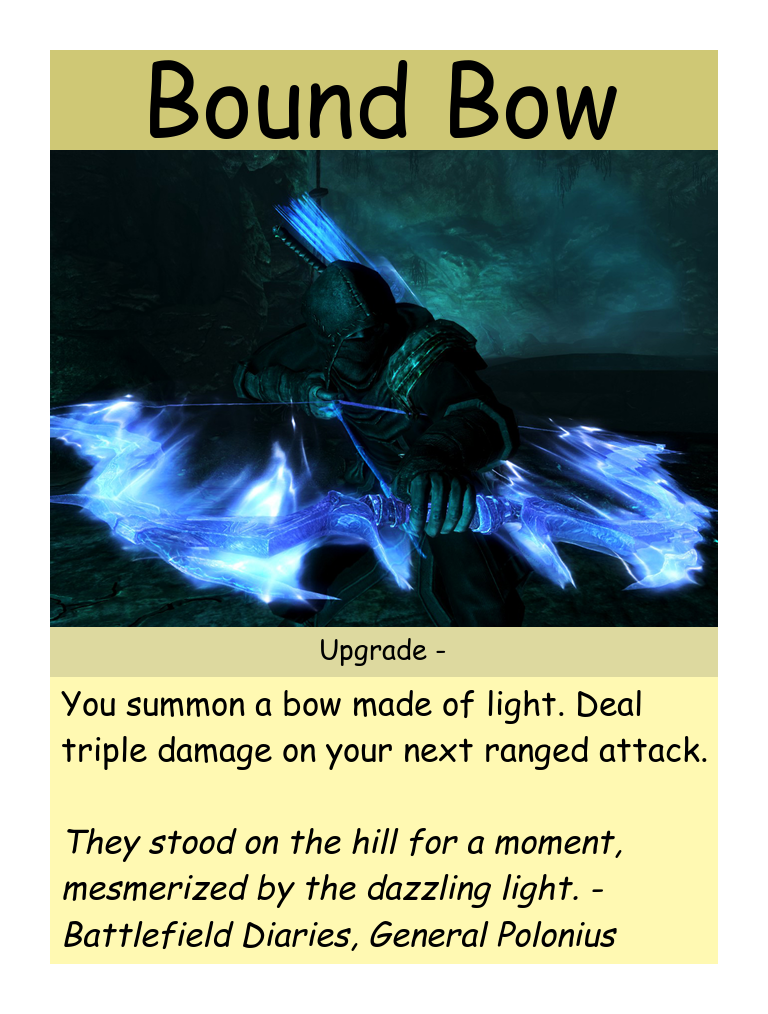 Bound Bow
Upgrade -
You summon a bow made of light. Deal
triple damage on your next ranged attack.
They stood on the hill for a moment,
mesmerized by the dazzling light. -
Battlefield Diaries, General Polonius